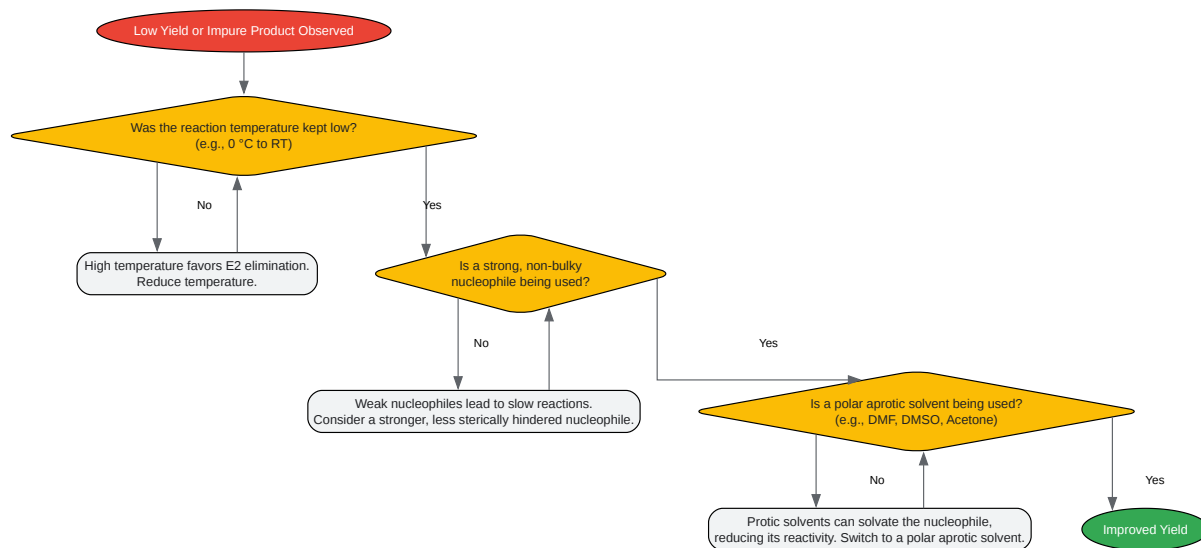 Low Yield or Impure Product Observed
Was the reaction temperature kept low?
(e.g., 0 °C to RT)
No
Yes
High temperature favors E2 elimination.
Reduce temperature.
Is a strong, non-bulky
nucleophile being used?
No
Yes
Weak nucleophiles lead to slow reactions.
Consider a stronger, less sterically hindered nucleophile.
Is a polar aprotic solvent being used?
(e.g., DMF, DMSO, Acetone)
No
Yes
Protic solvents can solvate the nucleophile,
reducing its reactivity. Switch to a polar aprotic solvent.
Improved Yield